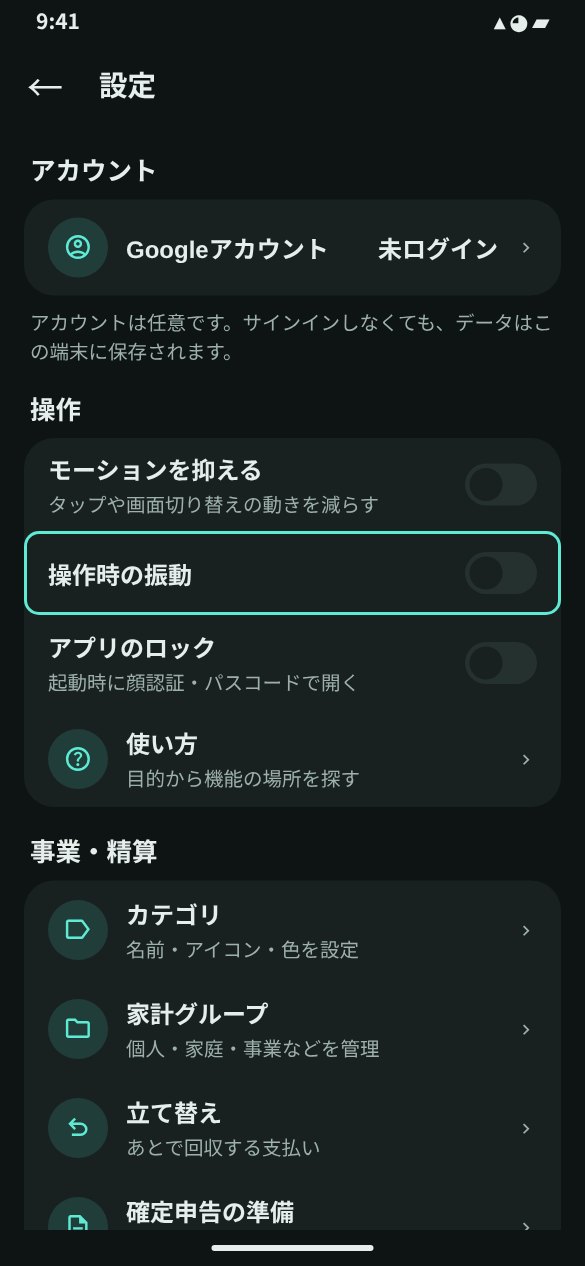 9:41
設定
アカウント
Googleアカウント 未ログイン
アカウントは任意です。サインインしなくても、データはこ
の端末に保存されます。
操作
モーションを抑える
タップや画面切り替えの動きを減らす
操作時の振動
アプリのロック
起動時に顔認証・パスコードで開く
使い方
目的から機能の場所を探す
事業・精算
カテゴリ
名前・アイコン・色を設定
家計グループ
個人・家庭・事業などを管理
立て替え
あとで回収する支払い
確定申告の準備